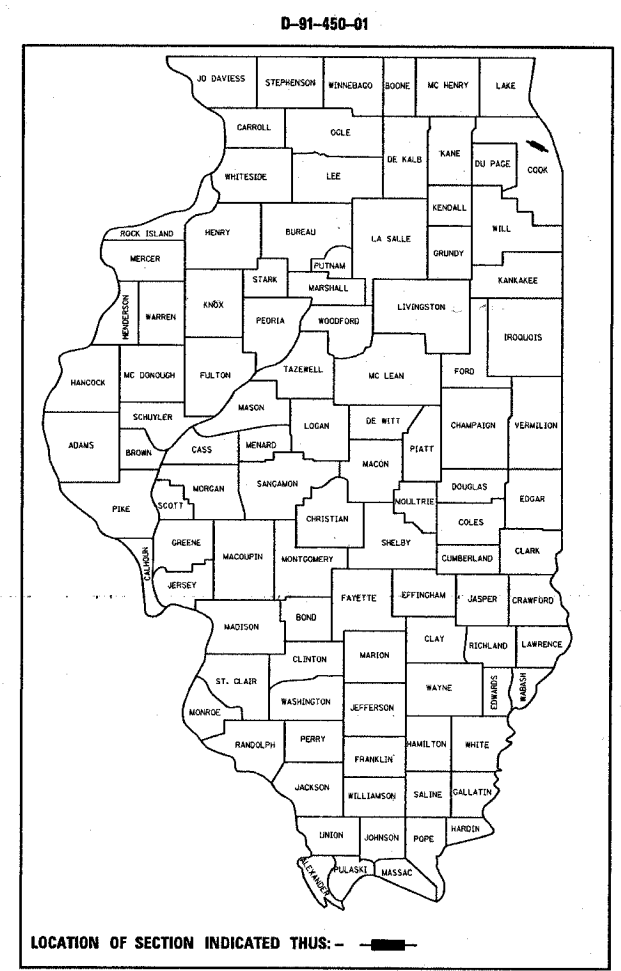 D-91-450-01
JO DAVIESS
STEPHENSON
WINNEBAGO
BOONE
MC HENRY
LAKE
CARROLL
OGLE
DE KALB
KANE
DU PAGE
COOK
WHITESIDE
LEE
KENDALL
WILL
ROCK ISLAND
HENRY
BUREAU
LA SALLE
GRUNDY
MERCER
PUTNAM
KANKAKEE
STARK
MARSHALL
HENDERSON
WARREN
KNOX
PEORIA
WOODFORD
LIVINGSTON
IROQUOIS
HANCOCK
MC DONOUGH
FULTON
TAZEWELL
MC LEAN
FORD
SCHUYLER
MASON
LOGAN
DE WITT
CHAMPAIGN
VERMILION
ADAMS
BROWN
CASS
MENARD
PIATT
MACON
PIKE
SCOTT
MORGAN
SANGAMON
CHRISTIAN
MOULTRIE
DOUGLAS
EDGAR
COLES
CALHOUN
GREENE
MACOUPIN
MONTGOMERY
SHELBY
CUMBERLAND
CLARK
JERSEY
FAYETTE
EFFINGHAM
JASPER
CRAWFORD
MADISON
BOND
CLAY
RICHLAND
LAWRENCE
MARION
CLINTON
ST. CLAIR
WAYNE
EDWARDS
WABASH
WASHINGTON
JEFFERSON
MONROE
RANDOLPH
PERRY
HAMILTON
WHITE
FRANKLIN
JACKSON
WILLIAMSON
SALINE
GALLATIN
UNION
JOHNSON
POPE
HARDIN
ALEXANDER
PULASKI
MASSAC
LOCATION OF SECTION INDICATED THUS: -